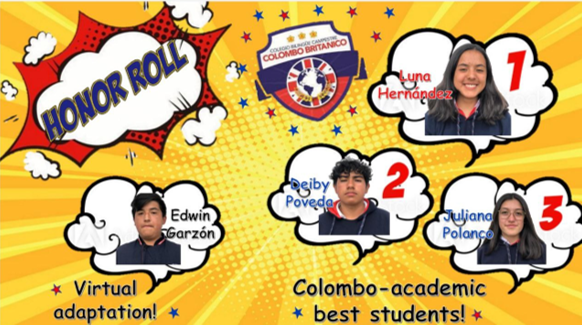 HONOR ROLL
COLEGIO BILINGÜE CAMPESTRE
COLOMBO BRITANICO
Luna
Hernández
1
Deiby
Poveda
2
Juliana
Polanco
3
Edwin
Garzón
Virtual
adaptation!
Colombo-academic
best students!